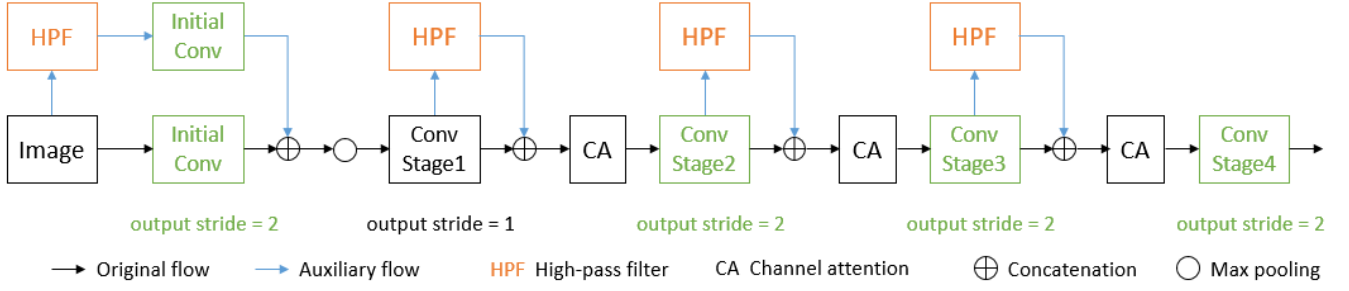 HPF
Initial
Conv
HPF
HPF
HPF
Image
Initial
Conv
Conv
Stage1
CA
Conv
Stage2
CA
Conv
Stage3
CA
Conv
Stage4
output stride = 2
output stride = 1
output stride = 2
output stride = 2
output stride = 2
Original flow
Auxiliary flow
HPF High-pass filter
CA Channel attention
Concatenation
Max pooling